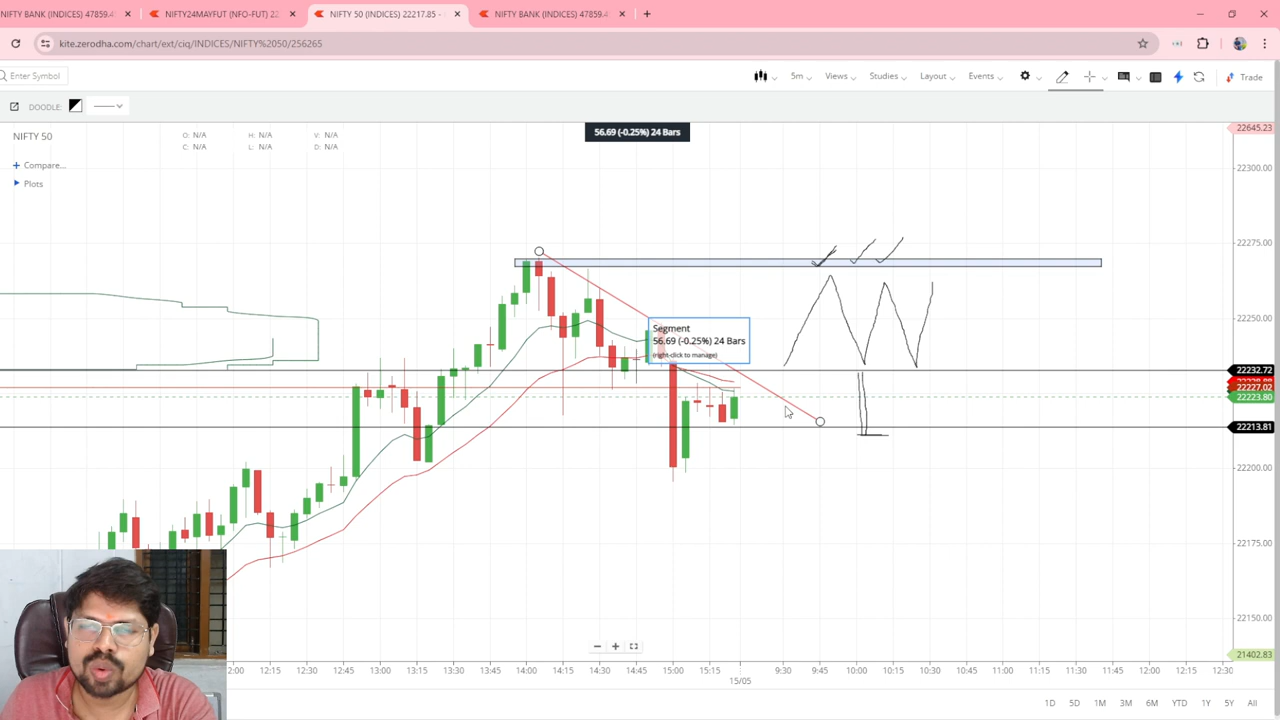 NIFTY BANK (INDICES) 47859.4
NIFTY24MAYFUT (NFO-FUT) 22
NIFTY 50 (INDICES) 22217.85 -
NIFTY BANK (INDICES) 47859.4
kite.zerodha.com/chart/ext/ciq/INDICES/NIFTY%2050/256265
Enter Symbol
5m
Views
Studies
Layout
Events
Trade
DOODLE:
NIFTY 50
O: N/A H: N/A V: N/A
C: N/A L: N/A D: N/A
56.69 (-0.25%) 24 Bars
+ Compare...
Plots
Segment
56.69 (-0.25%) 24 Bars
(right-click to manage)
22645.23
22300.00
22275.00
22250.00
22232.72
22227.02
22223.80
22213.81
22200.00
22175.00
22150.00
21402.83
12:15 12:30 12:45 13:00 13:15 13:30 13:45 14:00 14:15 14:30 14:45 15:00 15:15 9:30 9:45 10:00 10:15 10:30 10:45 11:00 11:15 11:30 11:45 12:00 12:15 12:30
15/05
1D 5D 1M 3M 6M YTD 1Y 5Y All